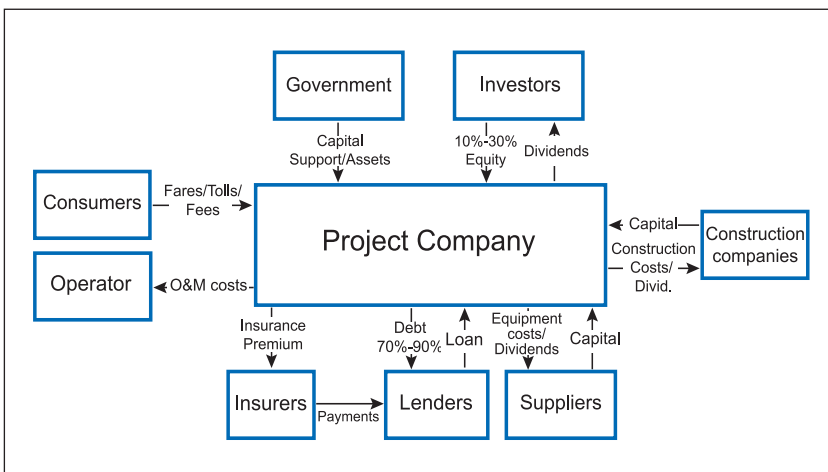 Government
Investors
Capital
Support/Assets
10%-30%
Equity
Dividends
Consumers
Fares/Tolls/
Fees
Project Company
Capital
Construction
Costs/
Divid.
Construction
companies
Operator
O&M costs
Insurance
Premium
Debt
70%-90%
Loan
Equipment
costs/
Dividends
Capital
Insurers
Payments
Lenders
Suppliers